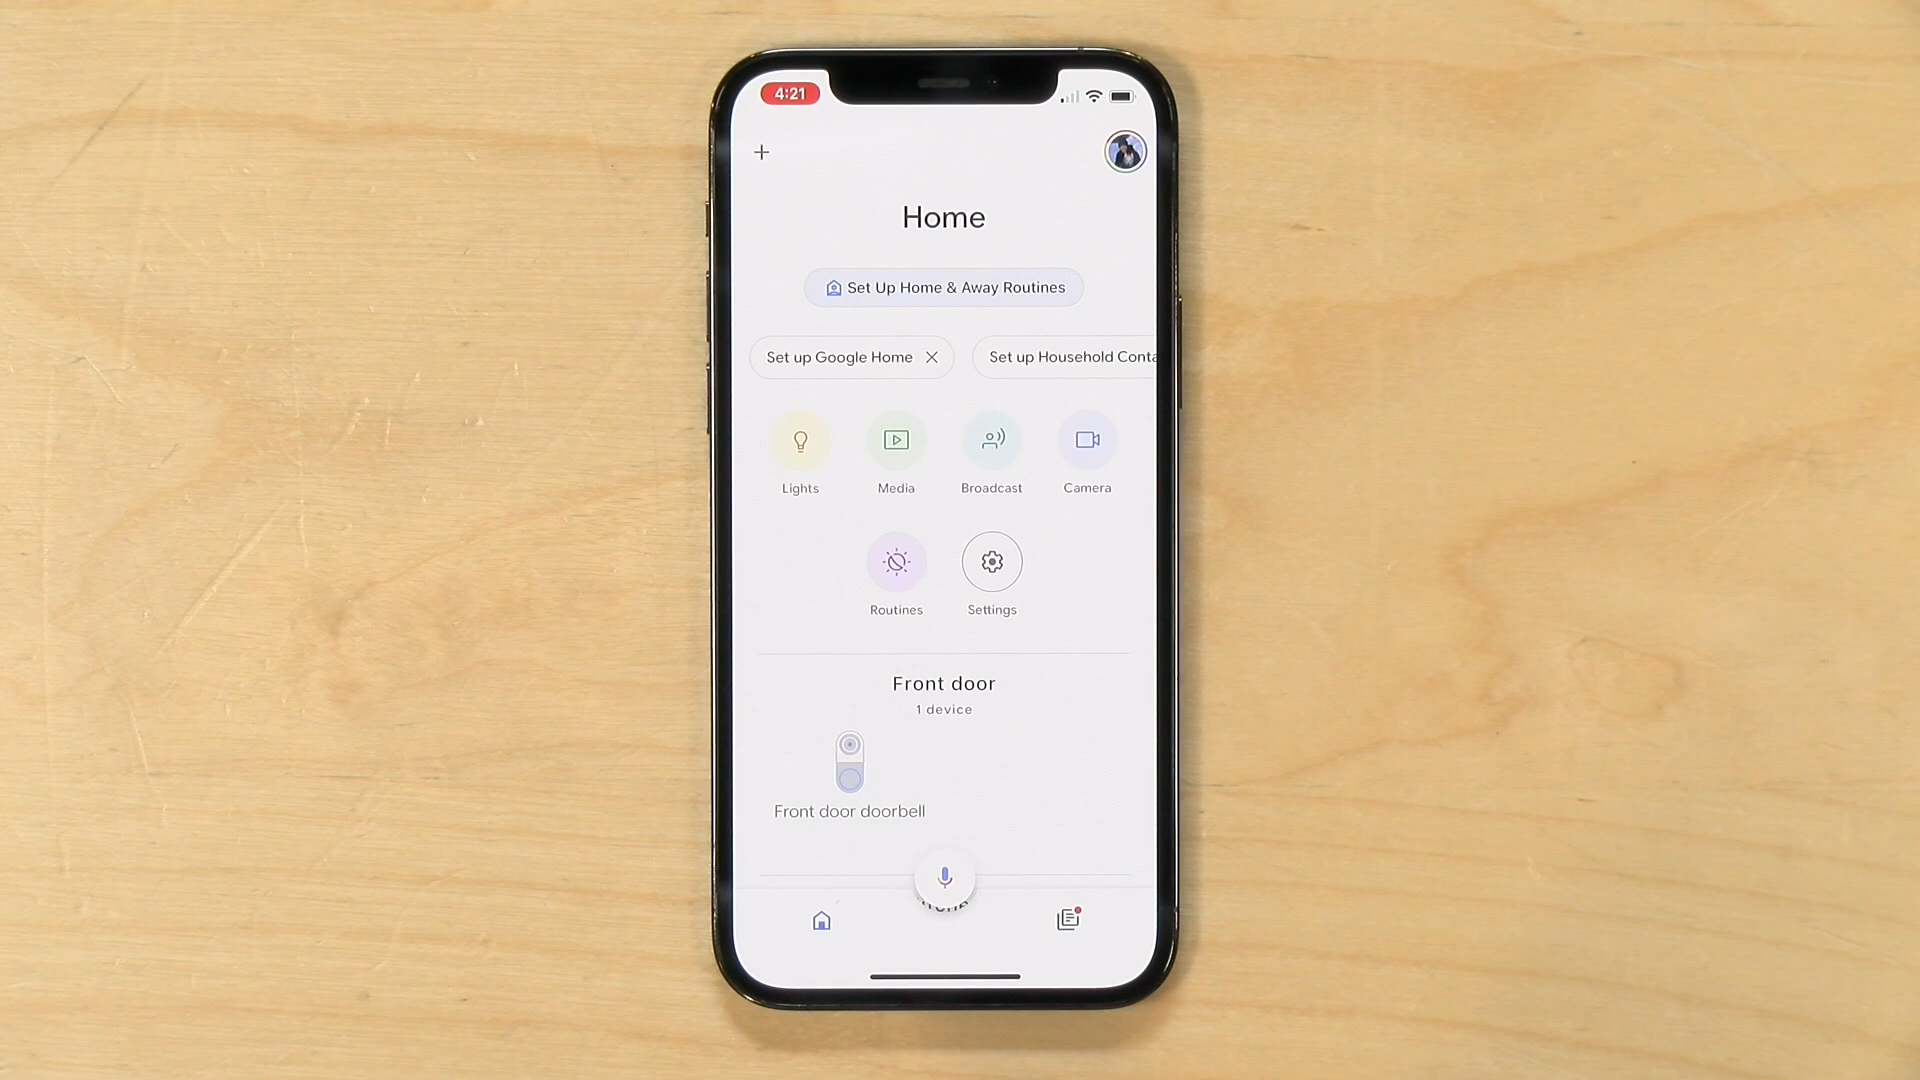 4:21
Home
Set Up Home & Away Routines
Set up Google Home
Set up Household Conta
Lights
Media
Broadcast
Camera
Routines
Settings
Front door
1 device
Front door doorbell